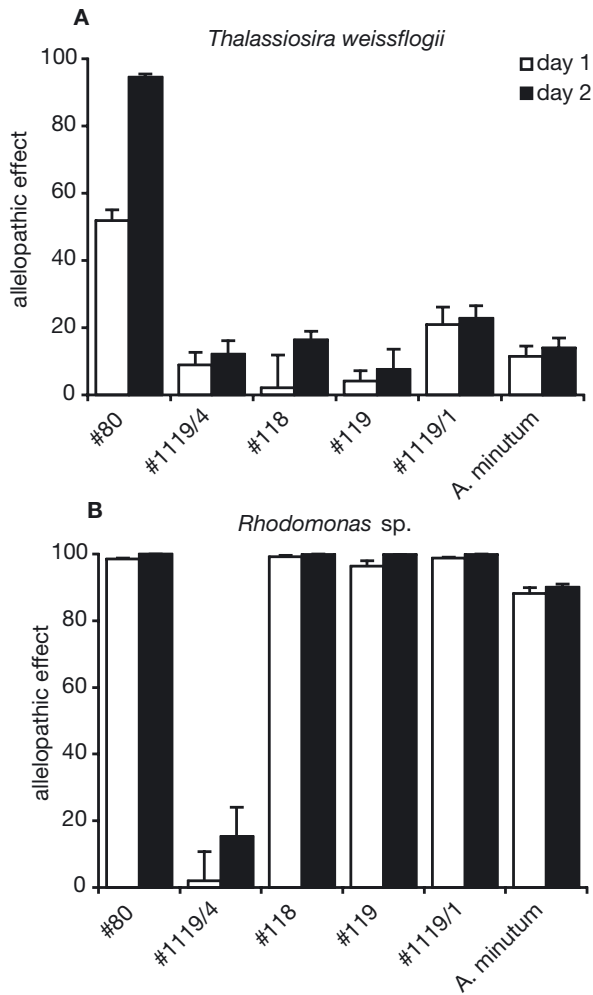 A
Thalassiosira weissflogii
day 1
day 2
allelopathic effect
100
80
60
40
20
0
#80
#1119/4
#118
#119
#1119/1
A. minutum
B
Rhodomonas sp.
allelopathic effect
100
80
60
40
20
0
#80
#1119/4
#118
#119
#1119/1
A. minutum